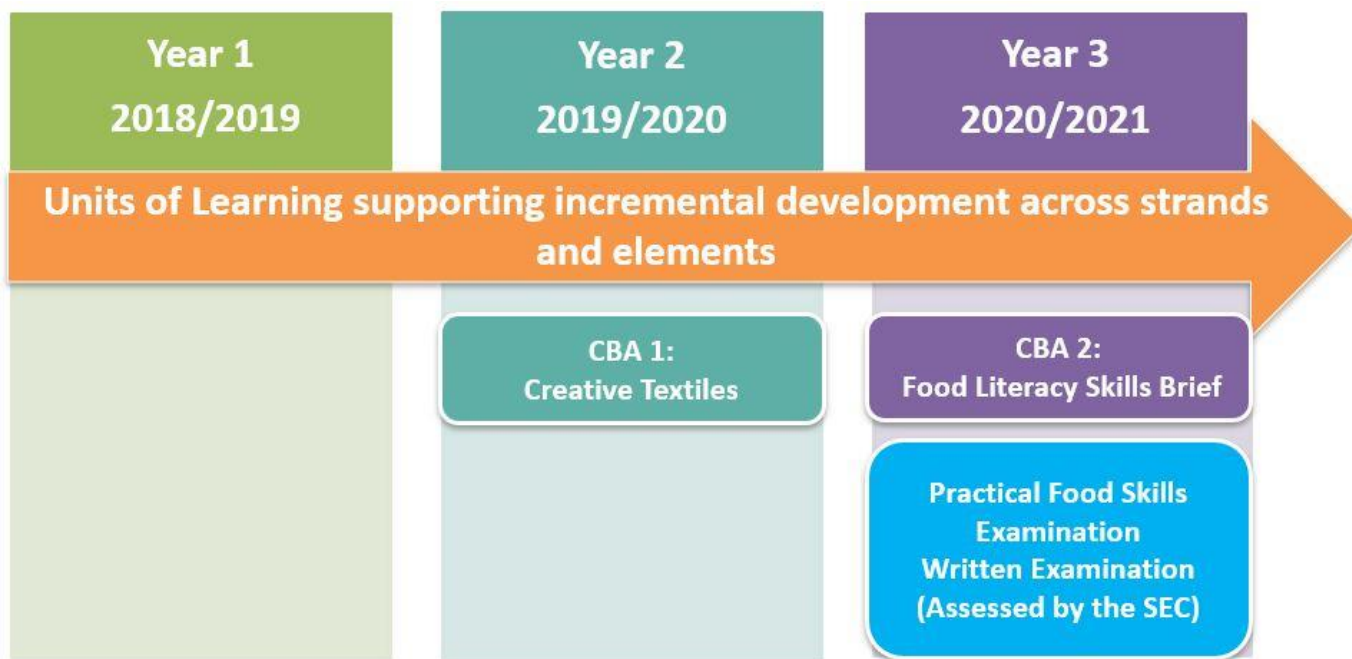 Year 1
2018/2019
Year 2
2019/2020
Year 3
2020/2021
Units of Learning supporting incremental development across strands
and elements
CBA 1:
Creative Textiles
CBA 2:
Food Literacy Skills Brief
Practical Food Skills
Examination
Written Examination
(Assessed by the SEC)